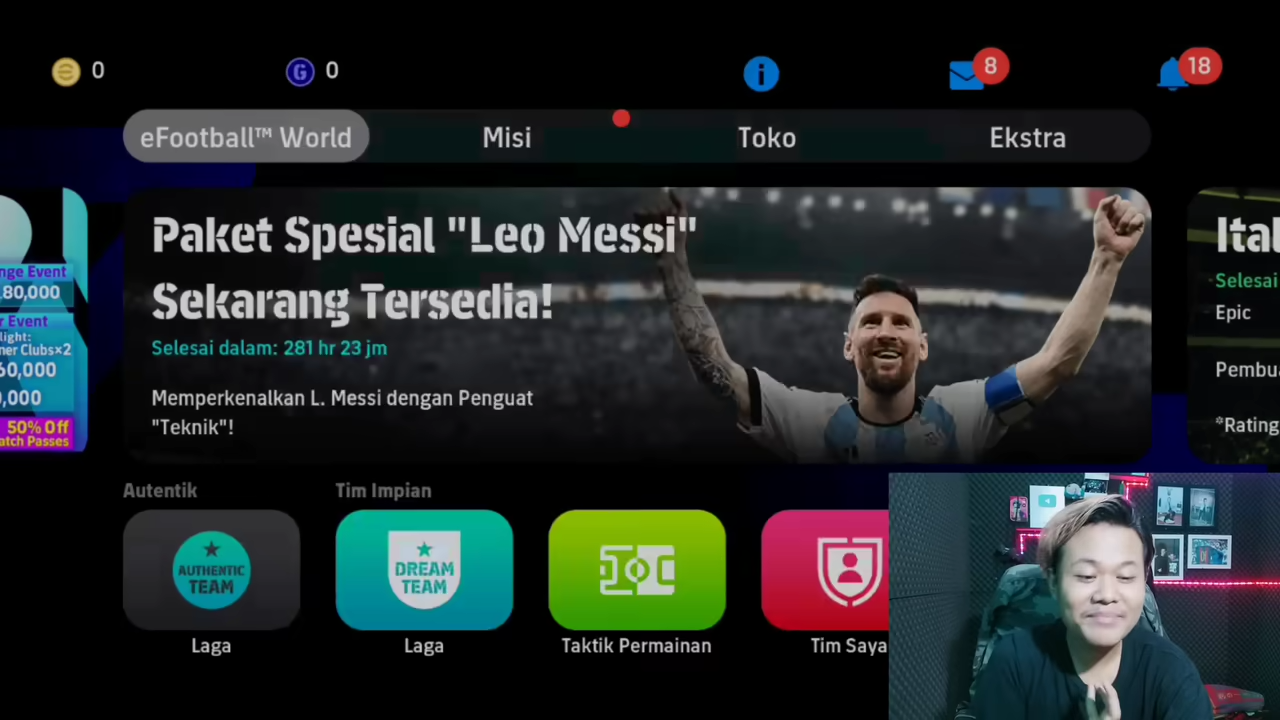 0
G 0
8
18
eFootball™ World
Misi
Toko
Ekstra
nge Event
80,000
r Event
light:
ner Clubs×2
60,000
0,000
50% Off
atch Passes
Paket Spesial "Leo Messi"
Sekarang Tersedia!
Selesai dalam: 281 hr 23 jm
Memperkenalkan L. Messi dengan Penguat
"Teknik"!
Ital
Selesai
Epic
Pembua
*Rating
Autentik
Tim Impian
AUTHENTIC
TEAM
DREAM
TEAM
Laga
Laga
Taktik Permainan
Tim Saya